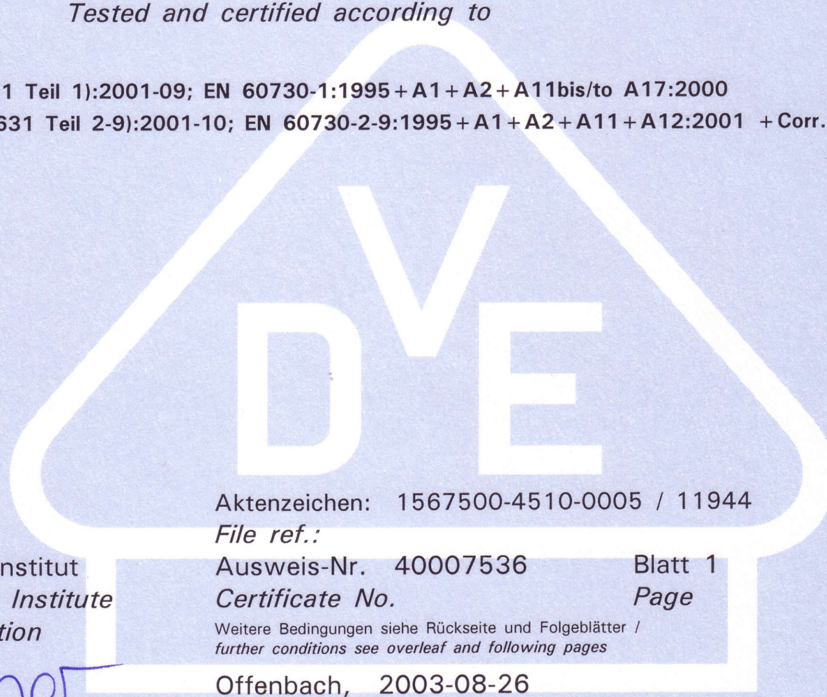 Tested and certified according to
1 Teil 1):2001-09; EN 60730-1:1995+A1+A2+A11bis/to A17:2000
631 Teil 2-9):2001-10; EN 60730-2-9:1995+A1+A2+A11+A12:2001 +Corr.
VDE
Aktenzeichen: 1567500-4510-0005 / 11944
File ref.:
nstitut Ausweis-Nr. 40007536 Blatt 1
Institute Certificate No. Page
tion Weitere Bedingungen siehe Rückseite und Folgeblätter /
further conditions see overleaf and following pages
Offenbach, 2003-08-26